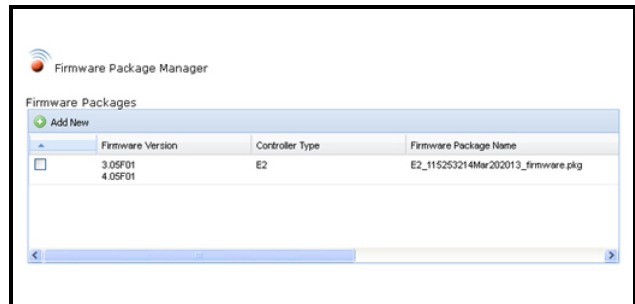 Firmware Package Manager
Firmware Packages
Add New
Firmware Version Controller Type Firmware Package Name
3.05F01 E2 E2_115253214Mar202013_firmware.pkg
4.05F01